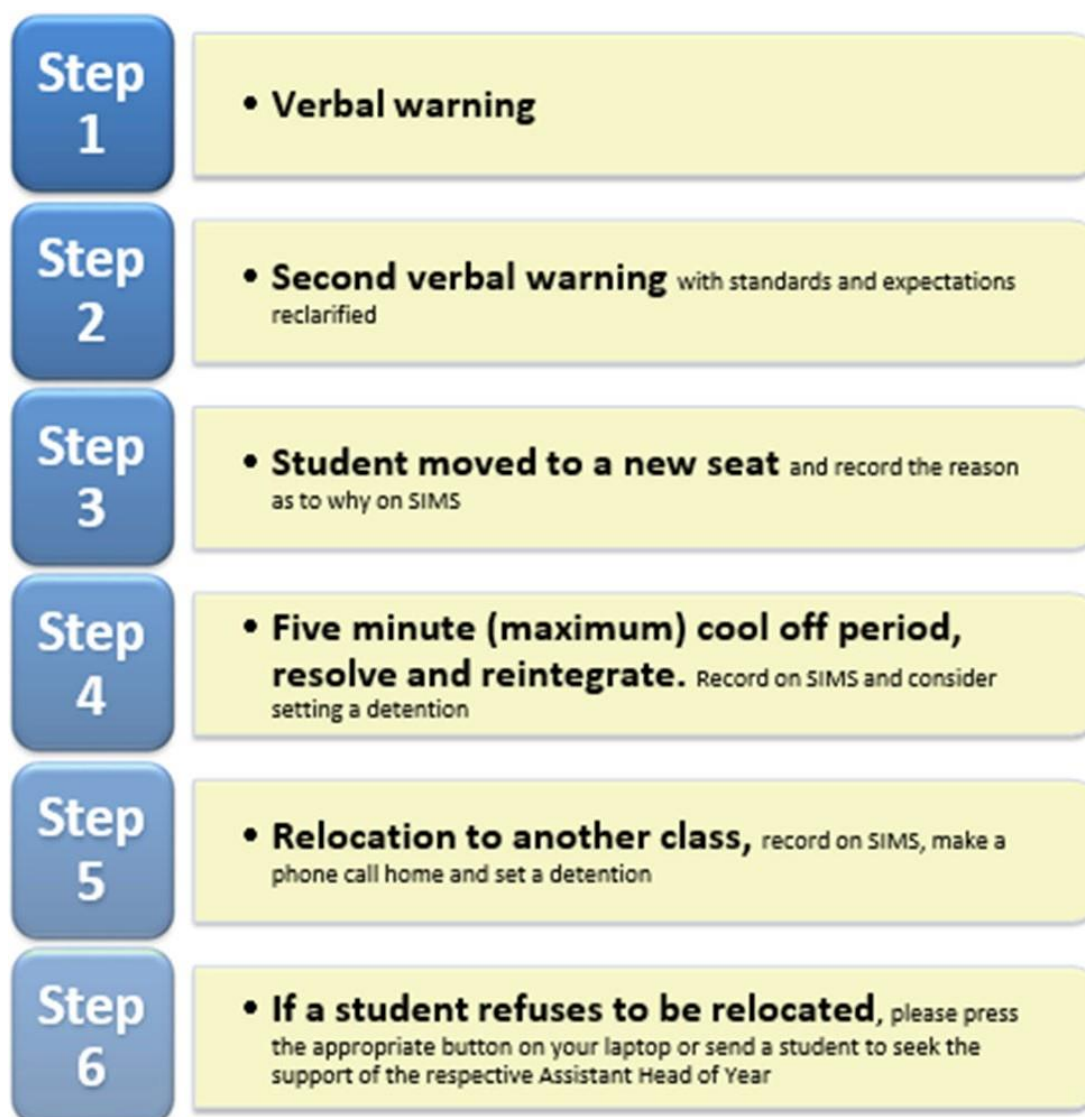 Step
1
• Verbal warning
Step
2
• Second verbal warning with standards and expectations
reclarified
Step
3
• Student moved to a new seat and record the reason
as to why on SIMS
Step
4
• Five minute (maximum) cool off period,
resolve and reintegrate. Record on SIMS and consider
setting a detention
Step
5
• Relocation to another class, record on SIMS, make a
phone call home and set a detention
Step
6
• If a student refuses to be relocated, please press
the appropriate button on your laptop or send a student to seek the
support of the respective Assistant Head of Year